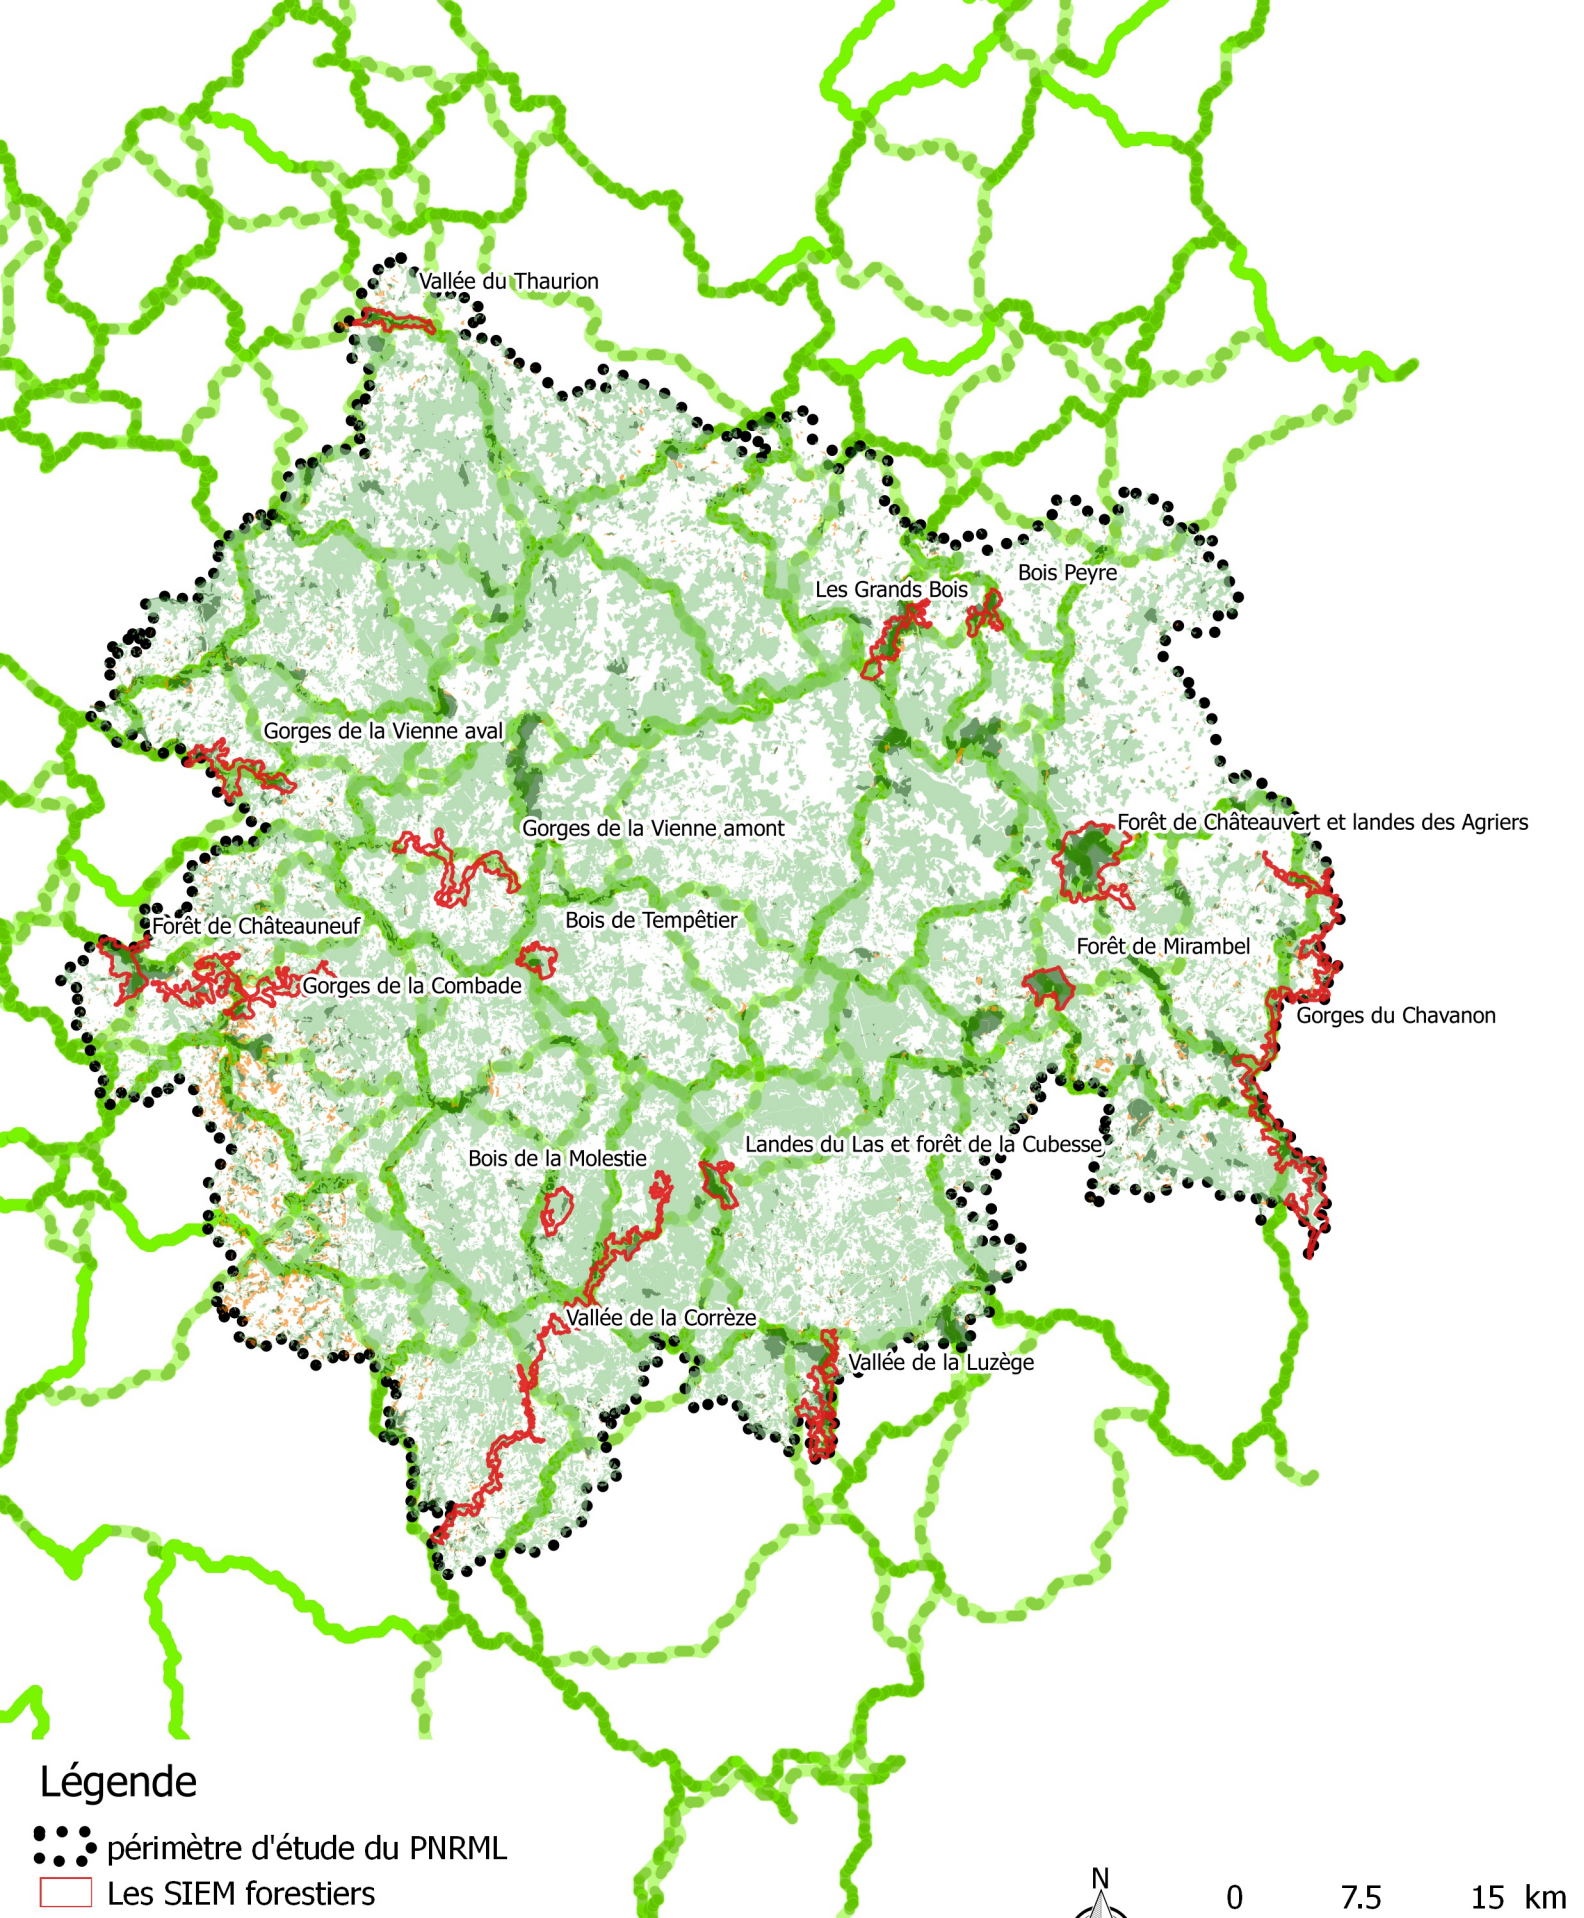 Vallée du Thaurion
Bois Peyre
Les Grands Bois
Gorges de la Vienne aval
Gorges de la Vienne amont
Forêt de Châteauvert et landes des Agriers
Bois de Tempêtier
Forêt de Châteauneuf
Forêt de Mirambel
Gorges de la Combade
Gorges du Chavanon
Landes du Las et forêt de la Cubesse
Bois de la Molestie
Vallée de la Corrèze
Vallée de la Luzège
Légende
périmètre d'étude du PNRML
Les SIEM forestiers
N
0 7.5 15 km